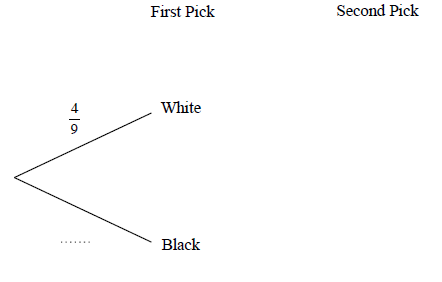 First Pick
Second Pick
4
9
White
.......
Black